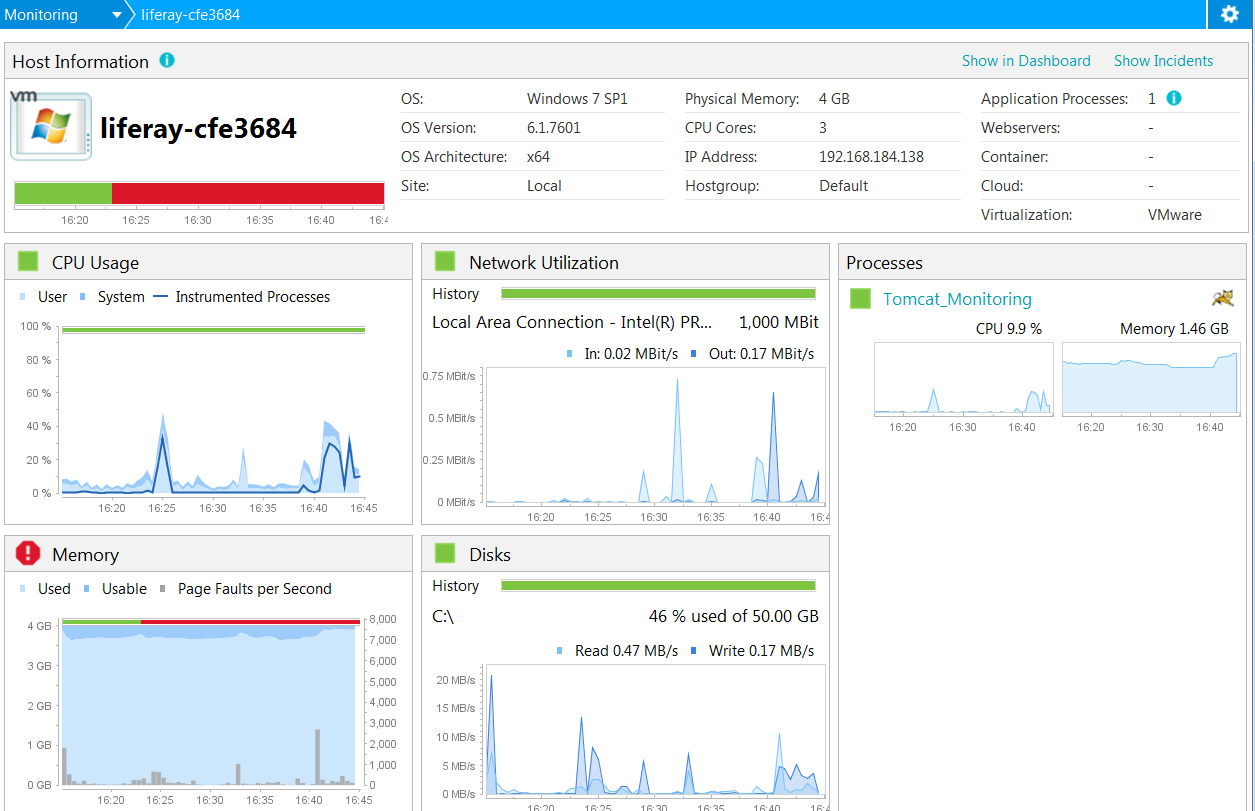 Monitoring liferay-cfe3684
Host Information Show in Dashboard Show Incidents
vm
liferay-cfe3684
16:20 16:25 16:30 16:35 16:40 16:4
OS: Windows 7 SP1
OS Version: 6.1.7601
OS Architecture: x64
Site: Local
Physical Memory: 4 GB
CPU Cores: 3
IP Address: 192.168.184.138
Hostgroup: Default
Application Processes: 1
Webservers: -
Container: -
Cloud: -
Virtualization: VMware
CPU Usage
User System Instrumented Processes
100 %
80 %
60 %
40 %
20 %
0 %
16:20 16:25 16:30 16:35 16:40 16:45
Network Utilization
History
Local Area Connection - Intel(R) PR... 1,000 MBit
In: 0.02 MBit/s Out: 0.17 MBit/s
0.75 MBit/s
0.5 MBit/s
0.25 MBit/s
0 MBit/s
16:20 16:25 16:30 16:35 16:40 16:4
Processes
Tomcat_Monitoring
CPU 9.9 % Memory 1.46 GB
16:20 16:30 16:40 16:20 16:30 16:40
Memory
Used Usable Page Faults per Second
4 GB 8,000
7,000
3 GB 6,000
5,000
2 GB 4,000
3,000
1 GB 2,000
1,000
0 GB 0
16:20 16:25 16:30 16:35 16:40 16:45
Disks
History
C:\ 46 % used of 50.00 GB
Read 0.47 MB/s Write 0.17 MB/s
20 MB/s
15 MB/s
10 MB/s
5 MB/s
0 MB/s
16:20 16:25 16:30 16:35 16:40 16:4